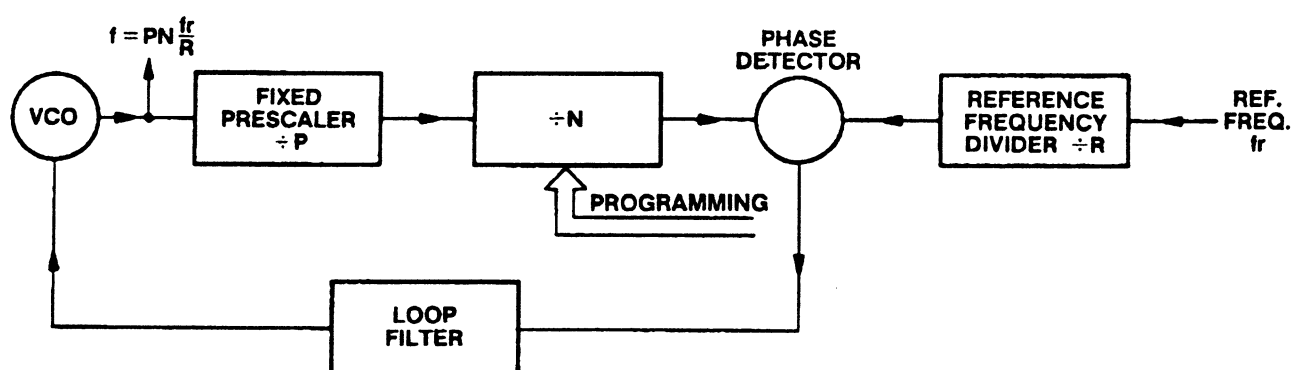 f = PN fr/R
VCO
FIXED
PRESCALER
÷P
÷N
PHASE
DETECTOR
REFERENCE
FREQUENCY
DIVIDER ÷R
REF.
FREQ.
fr
PROGRAMMING
LOOP
FILTER